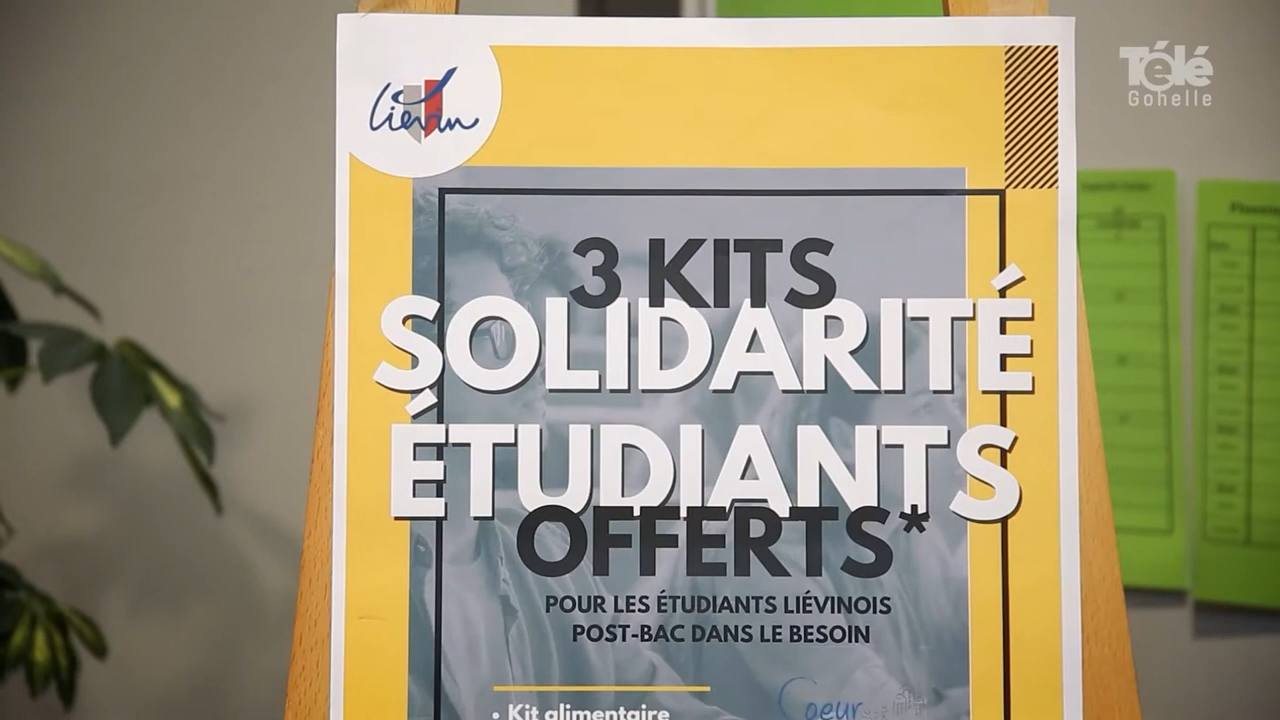 Télé
Gohelle
Liévin
3 KITS
SOLIDARITÉ
ÉTUDIANTS
OFFERTS*
POUR LES ÉTUDIANTS LIÉVINOIS
POST-BAC DANS LE BESOIN
• Kit alimentaire
Coeur